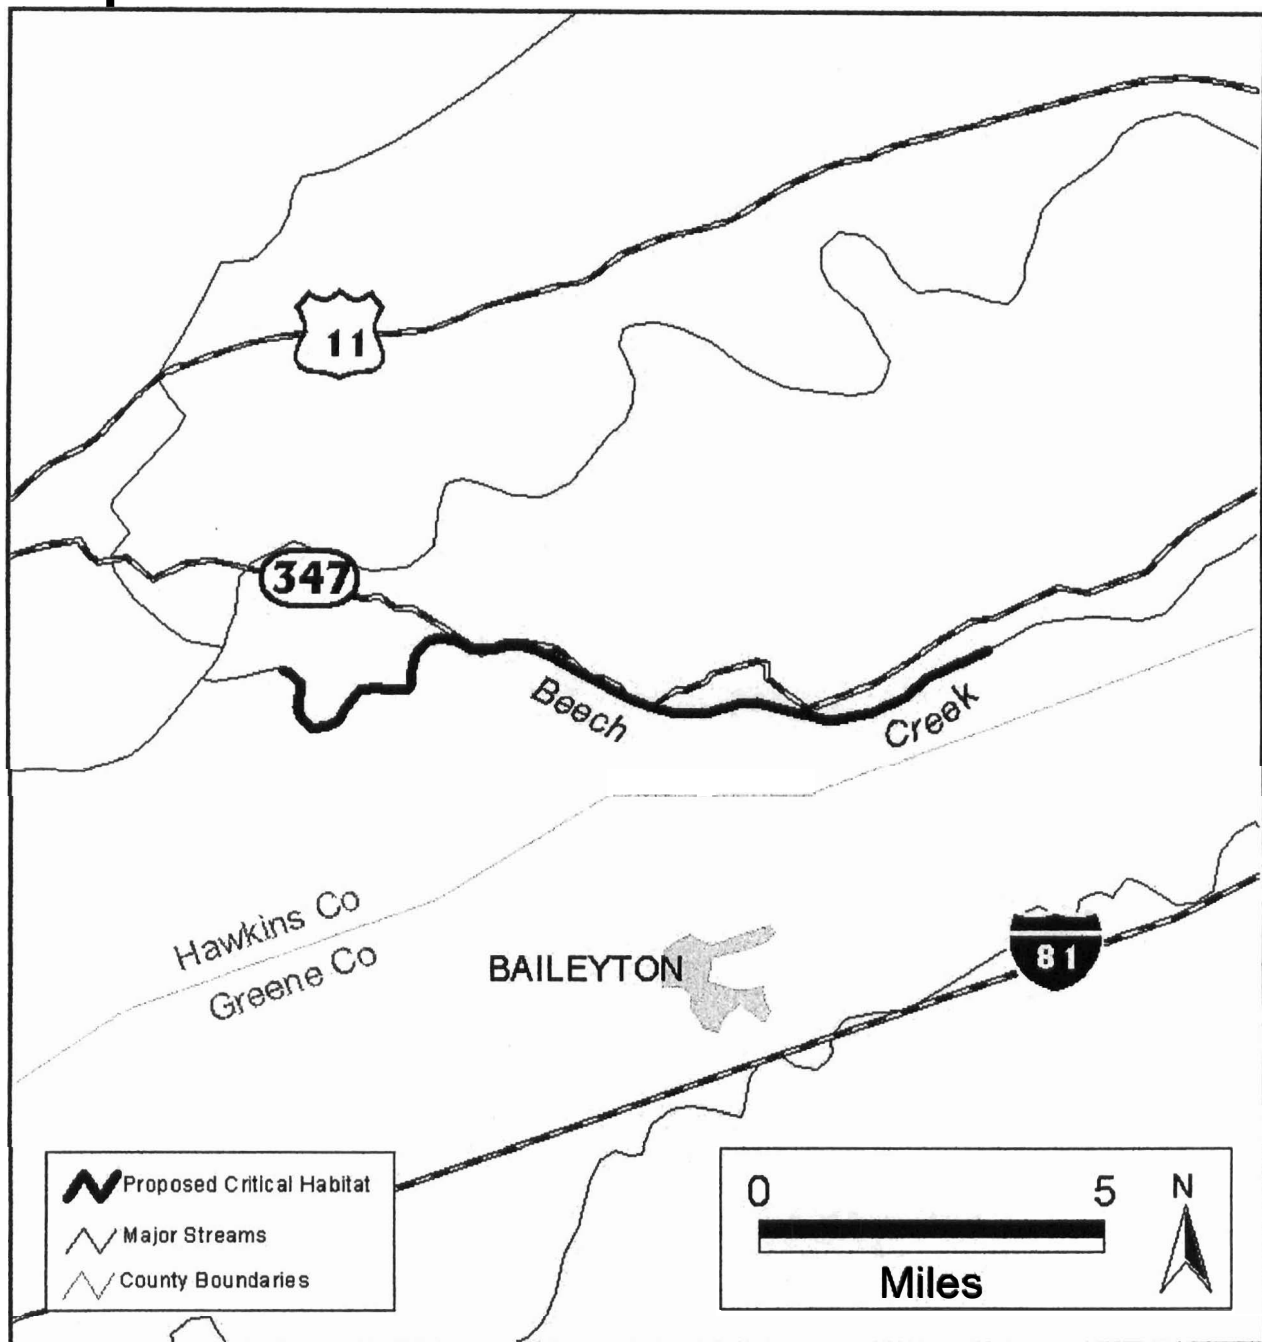 11
347
Beech
Creek
Hawkins Co
Greene Co
BAILEYTON
81
Proposed Critical Habitat
Major Streams
County Boundaries
0 5
N
Miles